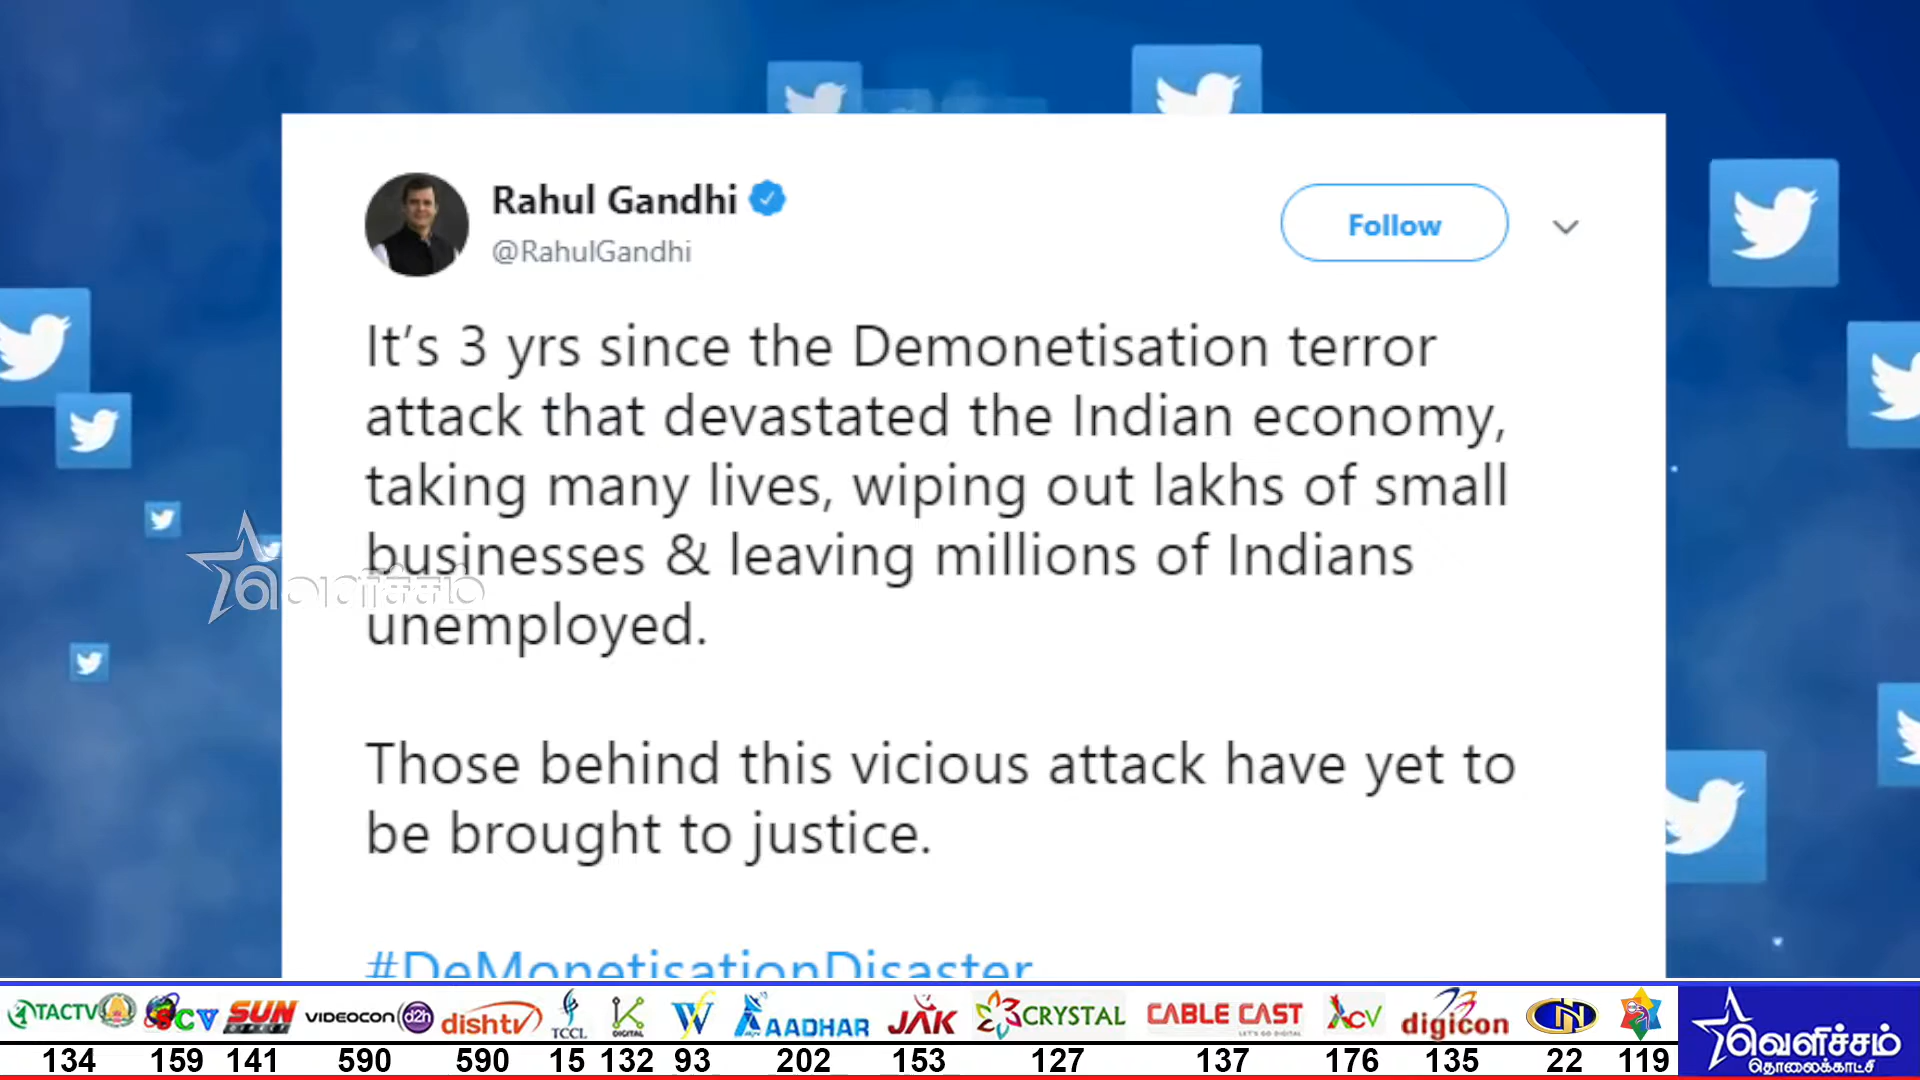 Rahul Gandhi
@RahulGandhi
Follow
It's 3 yrs since the Demonetisation terror
attack that devastated the Indian economy,
taking many lives, wiping out lakhs of small
businesses & leaving millions of Indians
unemployed.
Those behind this vicious attack have yet to
be brought to justice.
#DeMonetisationDisaster
வெளிச்சம்
TACTV SCV SUN DIRECT VIDEOCON d2h dishtv TCCL DIGITAL AADHAR JAK CRYSTAL CABLE CAST LET'S GO DIGITAL ACV digicon
134 159 141 590 590 15 132 93 202 153 127 137 176 135 22 119
வெளிச்சம்
தொலைக்காட்சி